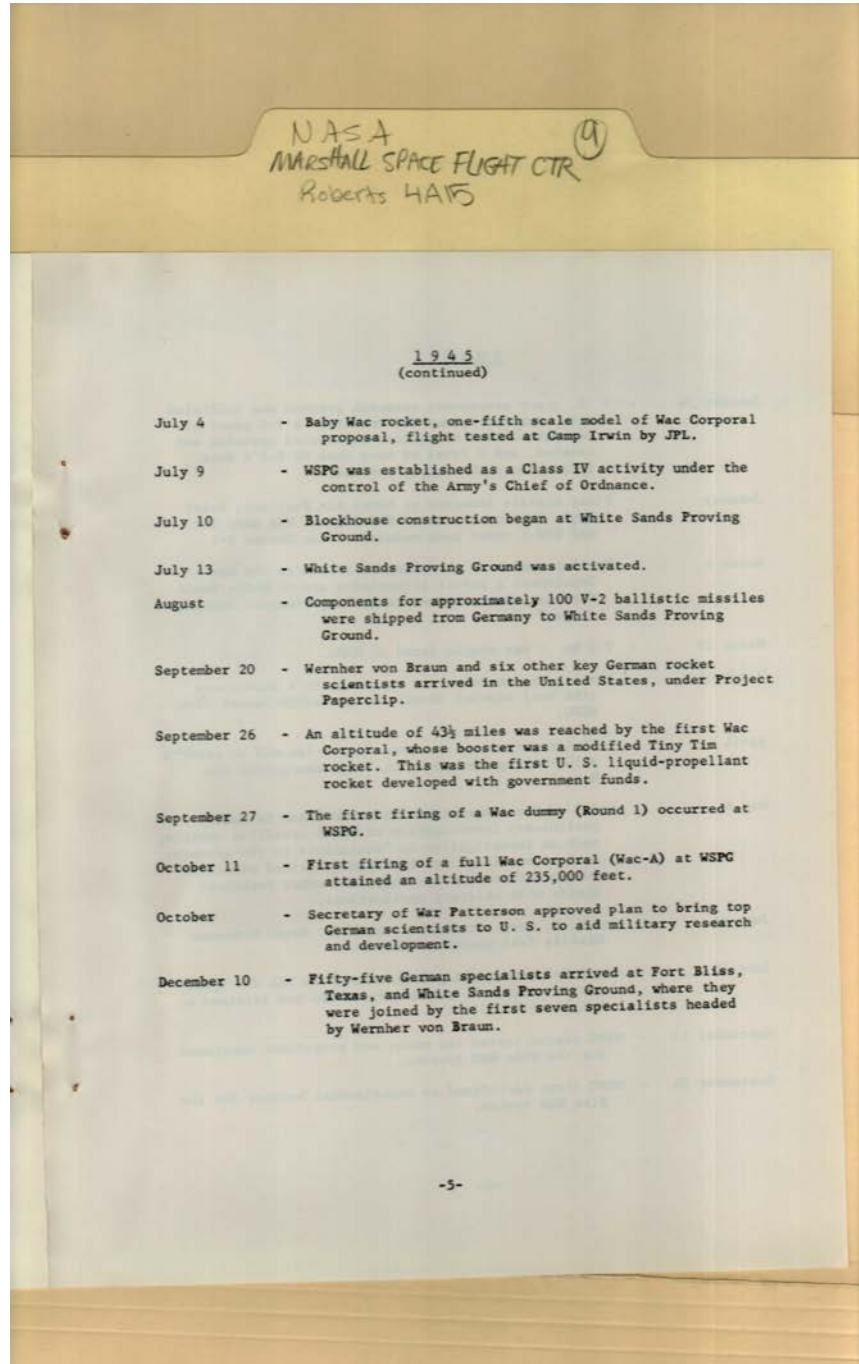 NASA
9
MARSHALL SPACE FLIGHT CTR
Roberts 4A15
1 9 4 5
(continued)
July 4 - Baby Wac rocket, one-fifth scale model of Wac Corporal
proposal, flight tested at Camp Irwin by JPL.
July 9 - WSPG was established as a Class IV activity under the
control of the Army's Chief of Ordnance.
July 10 - Blockhouse construction began at White Sands Proving
Ground.
July 13 - White Sands Proving Ground was activated.
August - Components for approximately 100 V-2 ballistic missiles
were shipped from Germany to White Sands Proving
Ground.
September 20 - Wernher von Braun and six other key German rocket
scientists arrived in the United States, under Project
Paperclip.
September 26 - An altitude of 43½ miles was reached by the first Wac
Corporal, whose booster was a modified Tiny Tim
rocket. This was the first U. S. liquid-propellant
rocket developed with government funds.
September 27 - The first firing of a Wac dummy (Round 1) occurred at
WSPG.
October 11 - First firing of a full Wac Corporal (Wac-A) at WSPG
attained an altitude of 235,000 feet.
October - Secretary of War Patterson approved plan to bring top
German scientists to U. S. to aid military research
and development.
December 10 - Fifty-five German specialists arrived at Fort Bliss,
Texas, and White Sands Proving Ground, where they
were joined by the first seven specialists headed
by Wernher von Braun.
-5-